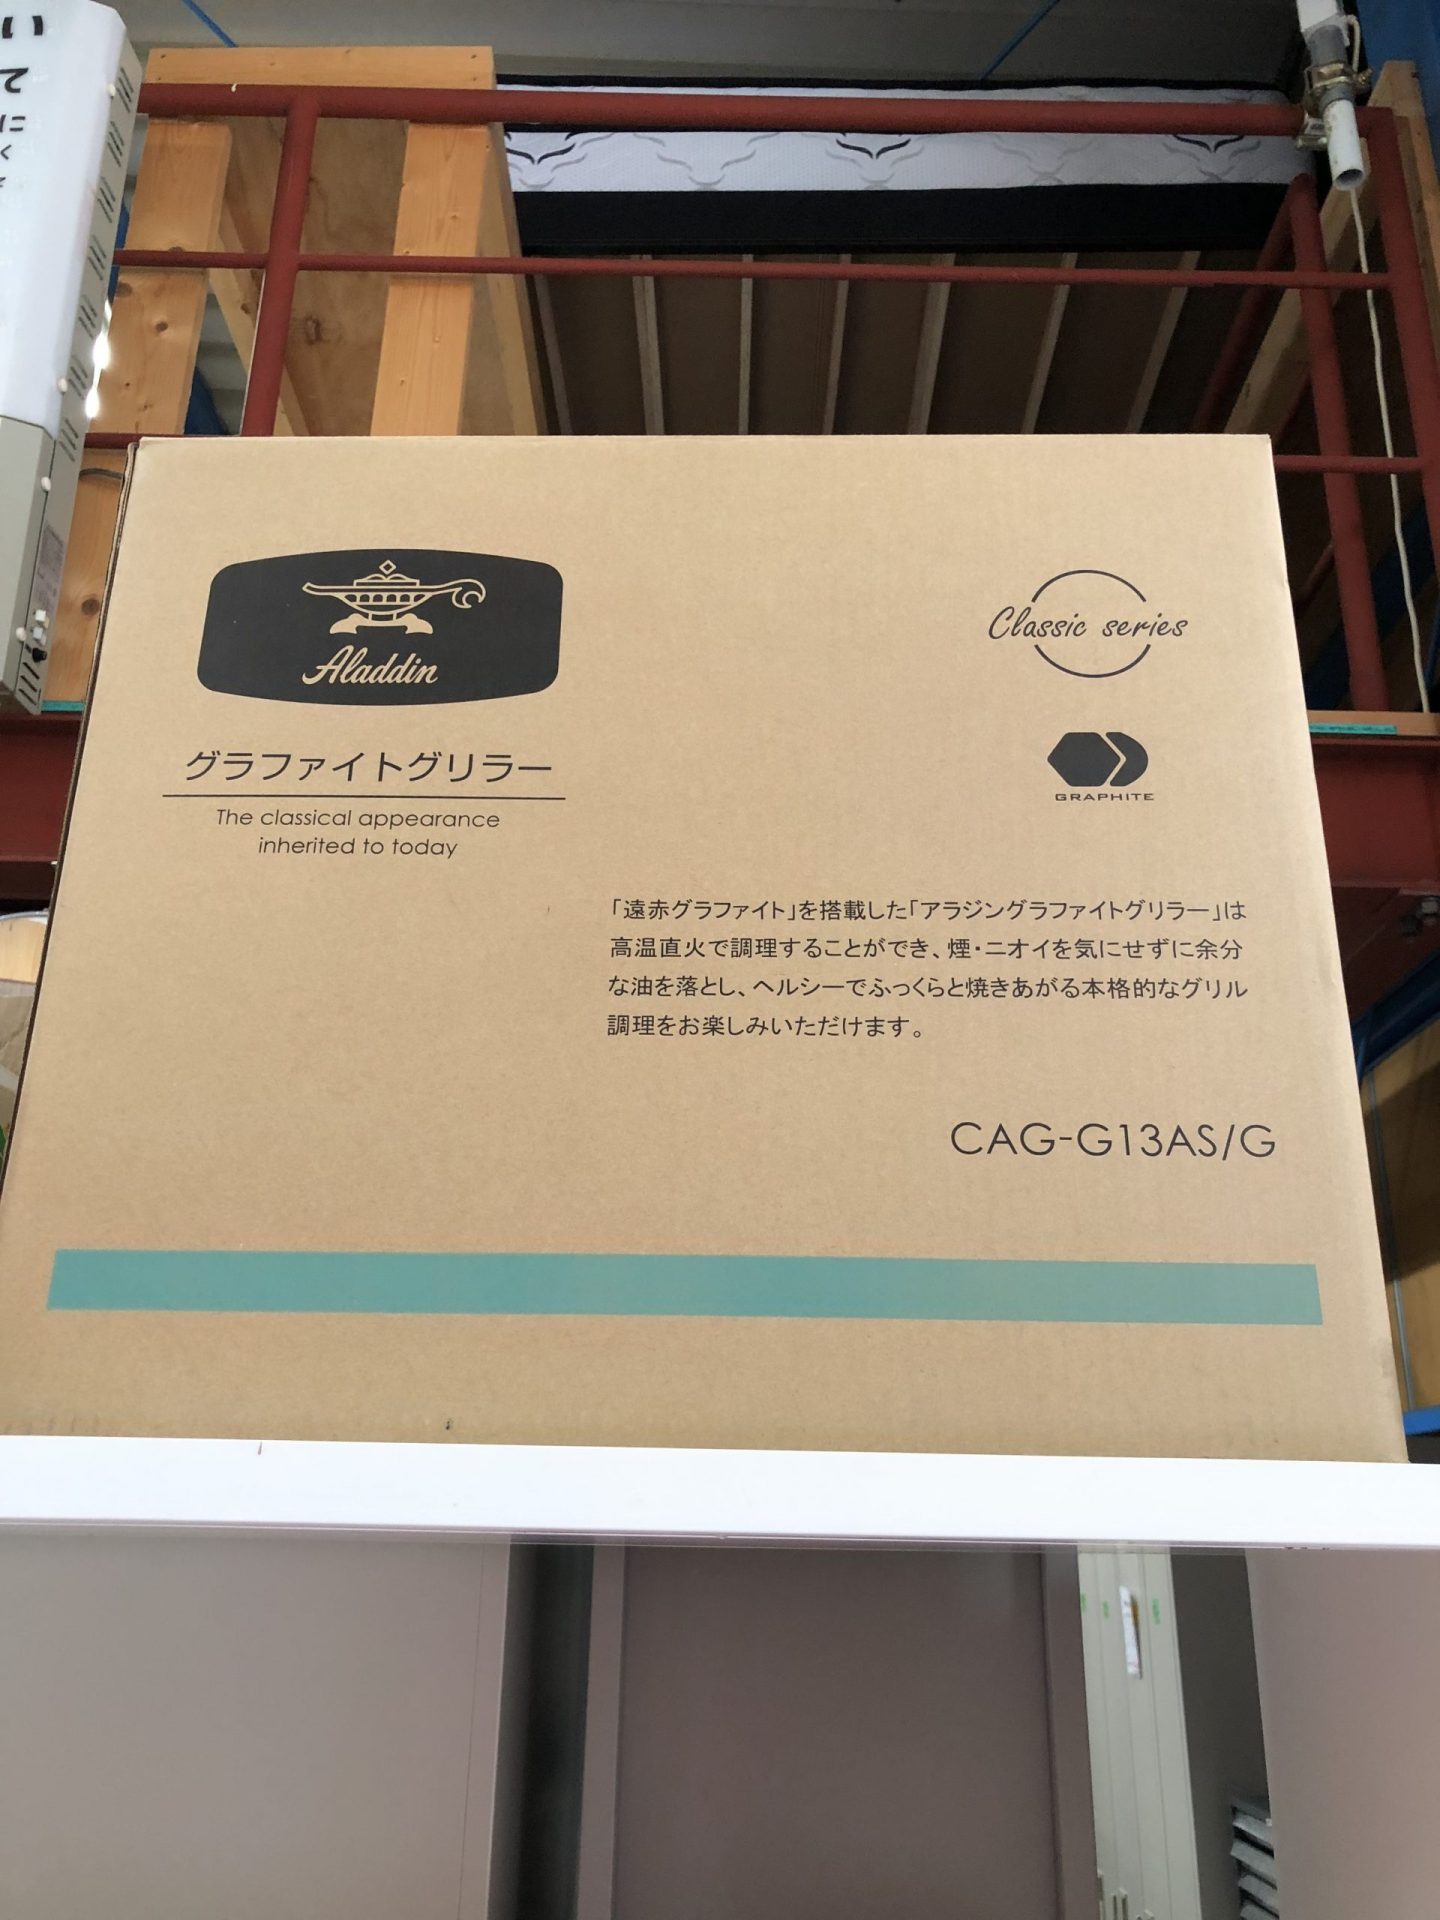 いてに
Aladdin
Classic series
グラファイトグリラー
GRAPHITE
The classical appearance
inherited to today
「遠赤グラファイト」を搭載した「アラジングラファイトグリラー」は
高温直火で調理することができ、煙・ニオイを気にせずに余分
な油を落とし、ヘルシーでふっくらと焼きあがる本格的なグリル
調理をお楽しみいただけます。
CAG-G13AS/G